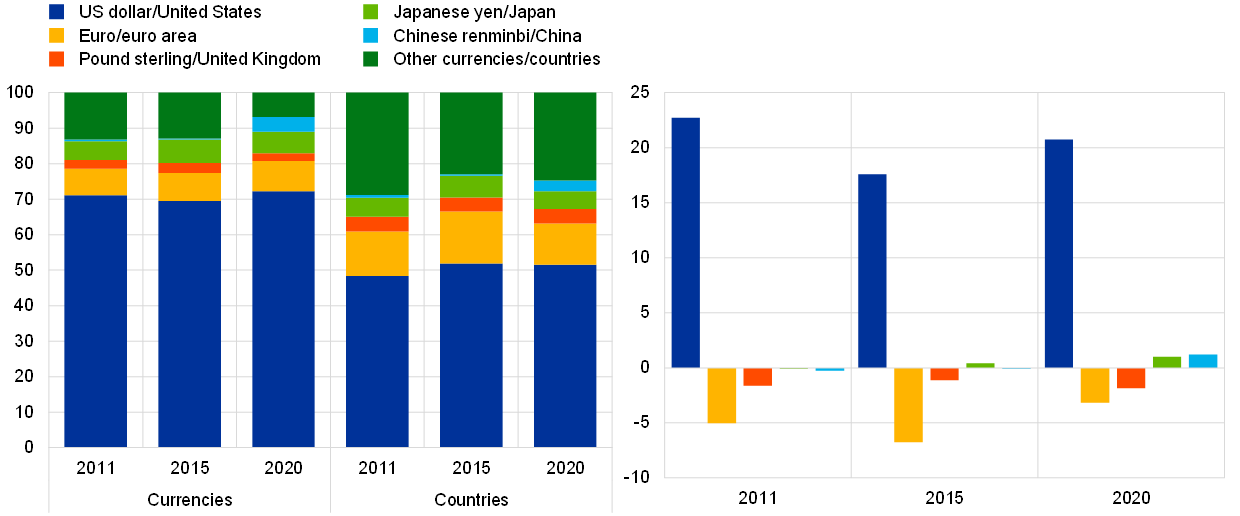 US dollar/United States
Japanese yen/Japan
Euro/euro area
Chinese renminbi/China
Pound sterling/United Kingdom
Other currencies/countries
100
90
80
70
60
50
40
30
20
10
0
2011 2015 2020 2011 2015 2020
Currencies Countries
25
20
15
10
5
0
-5
-10
2011 2015 2020